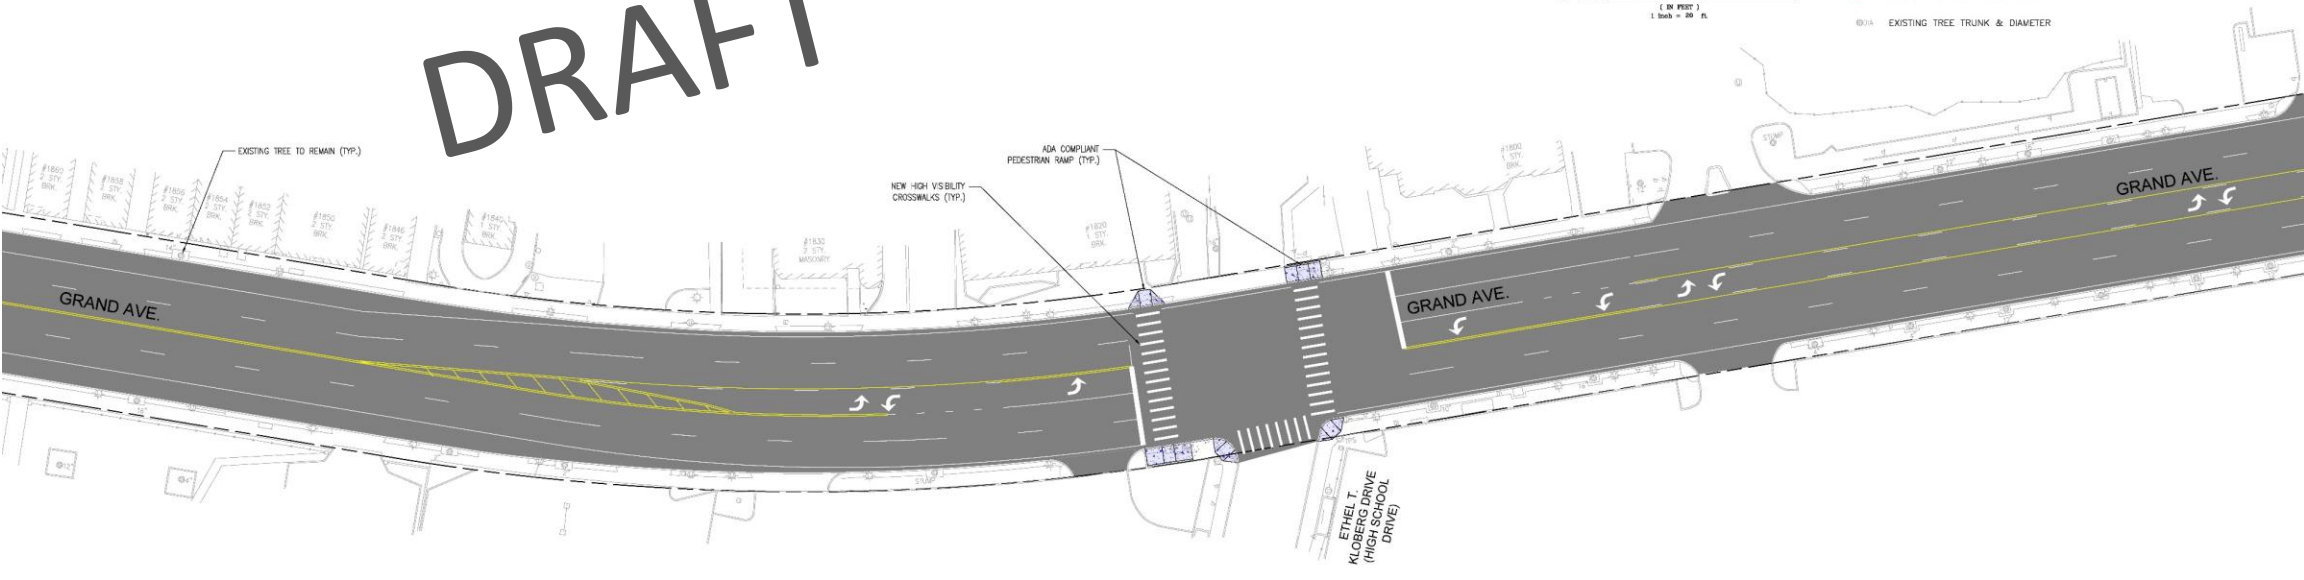 DRAFT
( IN FEET )
1 inch = 20 ft.
DIA EXISTING TREE TRUNK & DIAMETER
EXISTING TREE TO REMAIN (TYP.)
ADA COMPLIANT
PEDESTRIAN RAMP (TYP.)
NEW HIGH VISIBILITY
CROSSWALKS (TYP.)
#1860
2 STY.
BRK.
#1858
2 STY.
BRK.
#1856
2 STY.
BRK.
#1854
2 STY.
BRK.
#1852
2 STY.
BRK.
#1850
2 STY.
BRK.
#1846
2 STY.
BRK.
#1840
1 STY.
BRK.
#1830
2 STY.
MASONRY
#1820
1 STY.
BRK.
#1800
1 STY.
BRK.
STUMP
GRAND AVE.
GRAND AVE.
GRAND AVE.
STUMP
ETHEL T.
KLOBERG DRIVE
(HIGH SCHOOL
DRIVE)